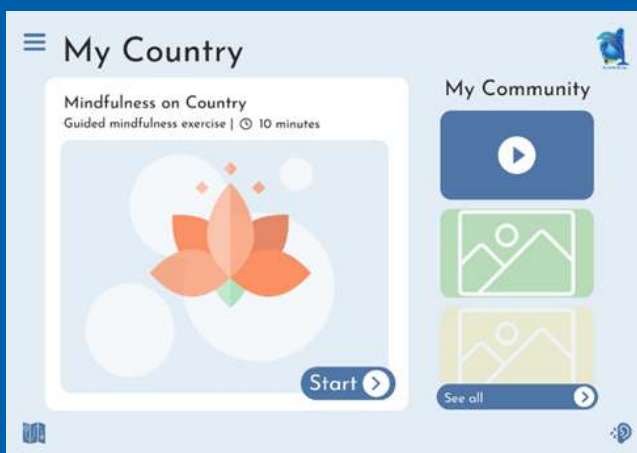 My Country
My Community
Mindfulness on Country
Guided mindfulness exercise | 10 minutes
Start
See all